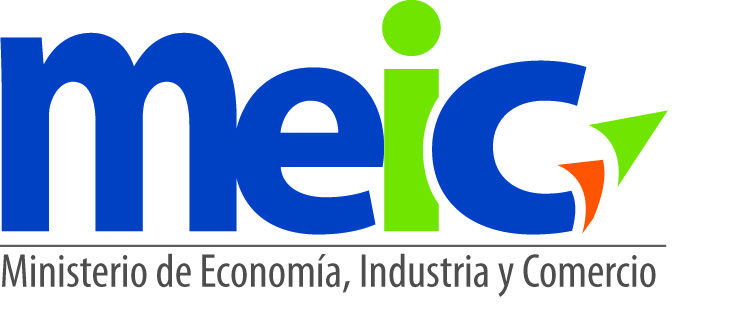 meic
Ministerio de Economía, Industria y Comercio